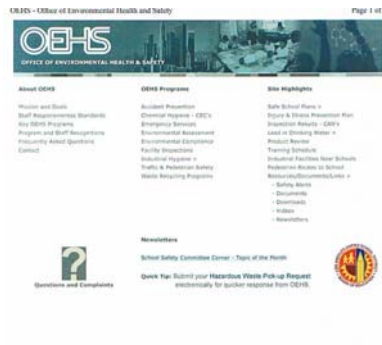 OEHS - Office of Environmental Health and Safety
Page 1 of
OEHS
OFFICE OF ENVIRONMENTAL HEALTH & SAFETY
About OEHS
Mission and Goals
Staff Responsiveness Standards
Key OEHS Programs
Program and Staff Recognitions
Frequently Asked Questions
Contact
OEHS Programs
Accident Prevention
Chemical Hygiene - CSC's
Emergency Services
Environmental Assessment
Environmental Compliance
Facility Inspections
Industrial Hygiene »
Traffic & Pedestrian Safety
Waste Recycling Programs
Site Highlights
Safe School Plans »
Injury & Illness Prevention Plan
Inspection Results - CAN's
Lead in Drinking Water »
Product Review
Training Schedule
Industrial Facilities Near Schools
Pedestrian Routes to School
Resources/Documents/Links »
- Safety Alerts
- Documents
- Downloads
- Videos
- Newsletters
?
Questions and Complaints
Newsletters
School Safety Committee Corner - Topic of the Month
Quick Tip: Submit your Hazardous Waste Pick-up Request
electronically for quicker response from OEHS.